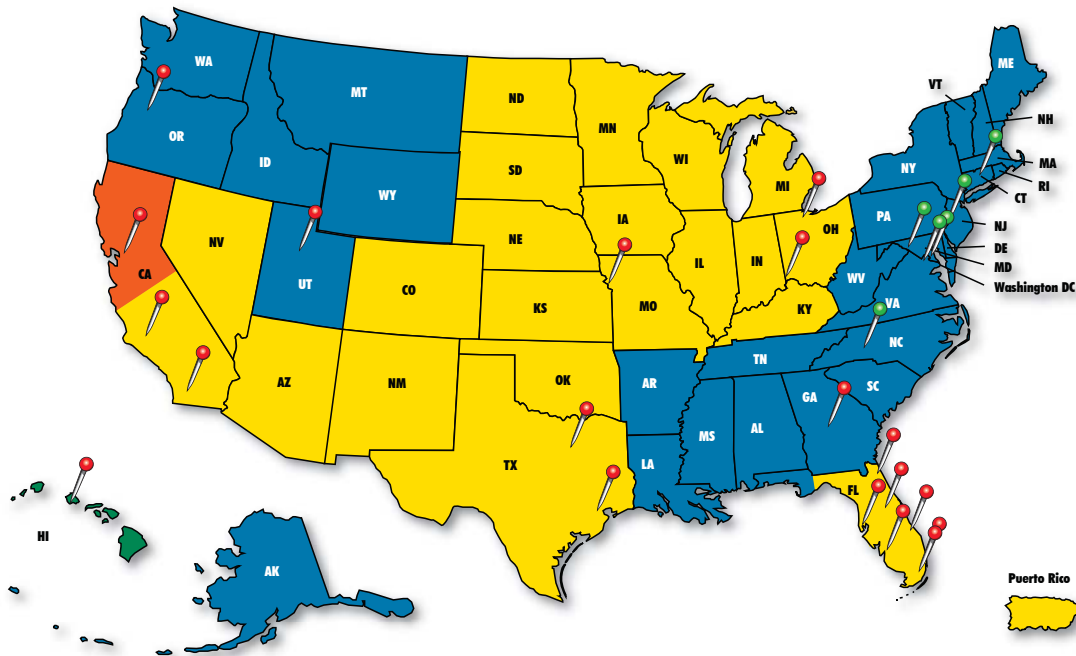 WA
ME
VT
MT
ND
NH
MN
OR
MA
ID
SD
WI
NY
RI
MI
CT
WY
IA
PA
NJ
OH
NV
NE
DE
IL
IN
MD
CA
UT
CO
WV
Washington DC
KS
MO
KY
VA
NC
TN
AZ
NM
OK
AR
GA
SC
MS
AL
TX
LA
FL
HI
AK
Puerto Rico